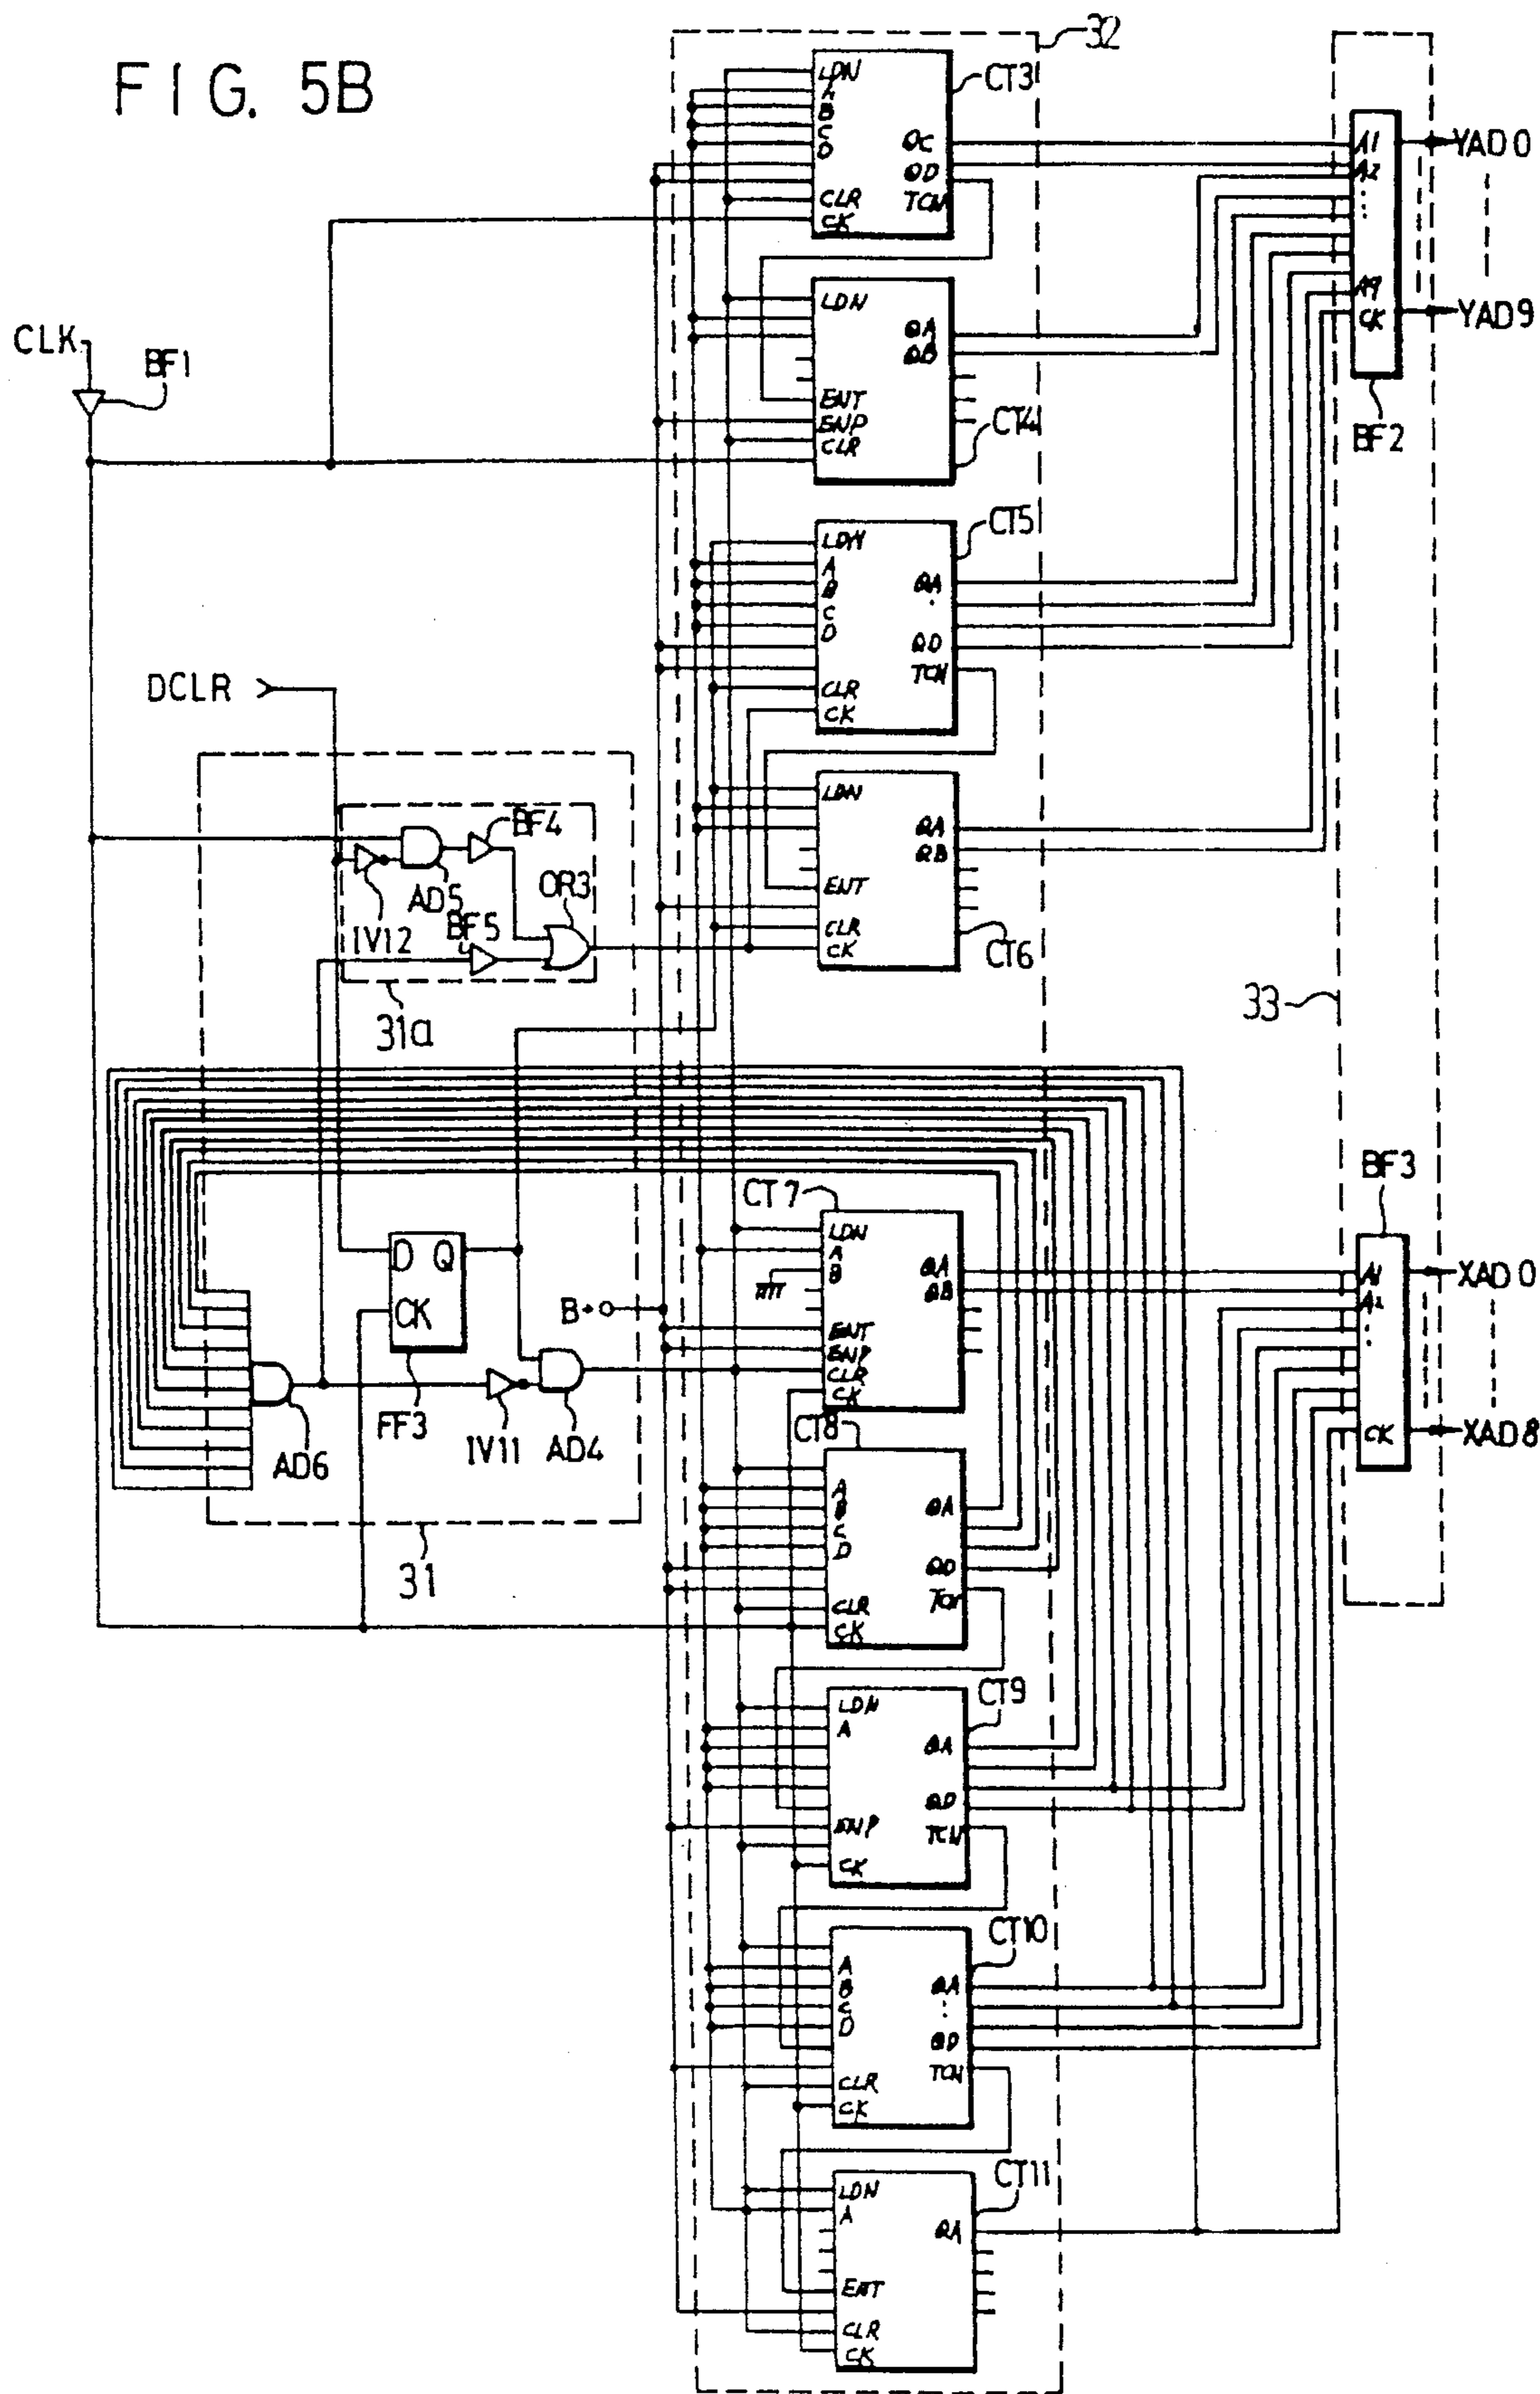 FIG. 5B
32
CT3
LDN
A
B
C
D
CLR
CK
QC
QD
TCN
A1
A2
A9
CK
YAD0
YAD9
BF2
CLK
BF1
LDN
ENT
ENP
CLR
QA
QB
CT4
CT5
LDN
A
B
C
D
CLR
CK
QA
QD
TCN
DCLR
LDN
ENT
CLR
CK
QA
QB
CT6
BF4
AD5
OR3
BF5
IV12
31a
33
CT7
LDN
A
B
ENT
ENP
CLR
CK
QA
QB
BF3
A1
A2
CK
XAD0
XAD8
D Q
CK
FF3
B+
AD6
IV11
AD4
31
CT8
A
B
C
D
CLR
CK
QA
QD
CT9
LDN
A
ENP
CK
QA
QD
TCN
CT10
A
B
C
D
CLR
CK
QA
QD
TCN
CT11
LDN
A
ENT
CLR
CK
QA